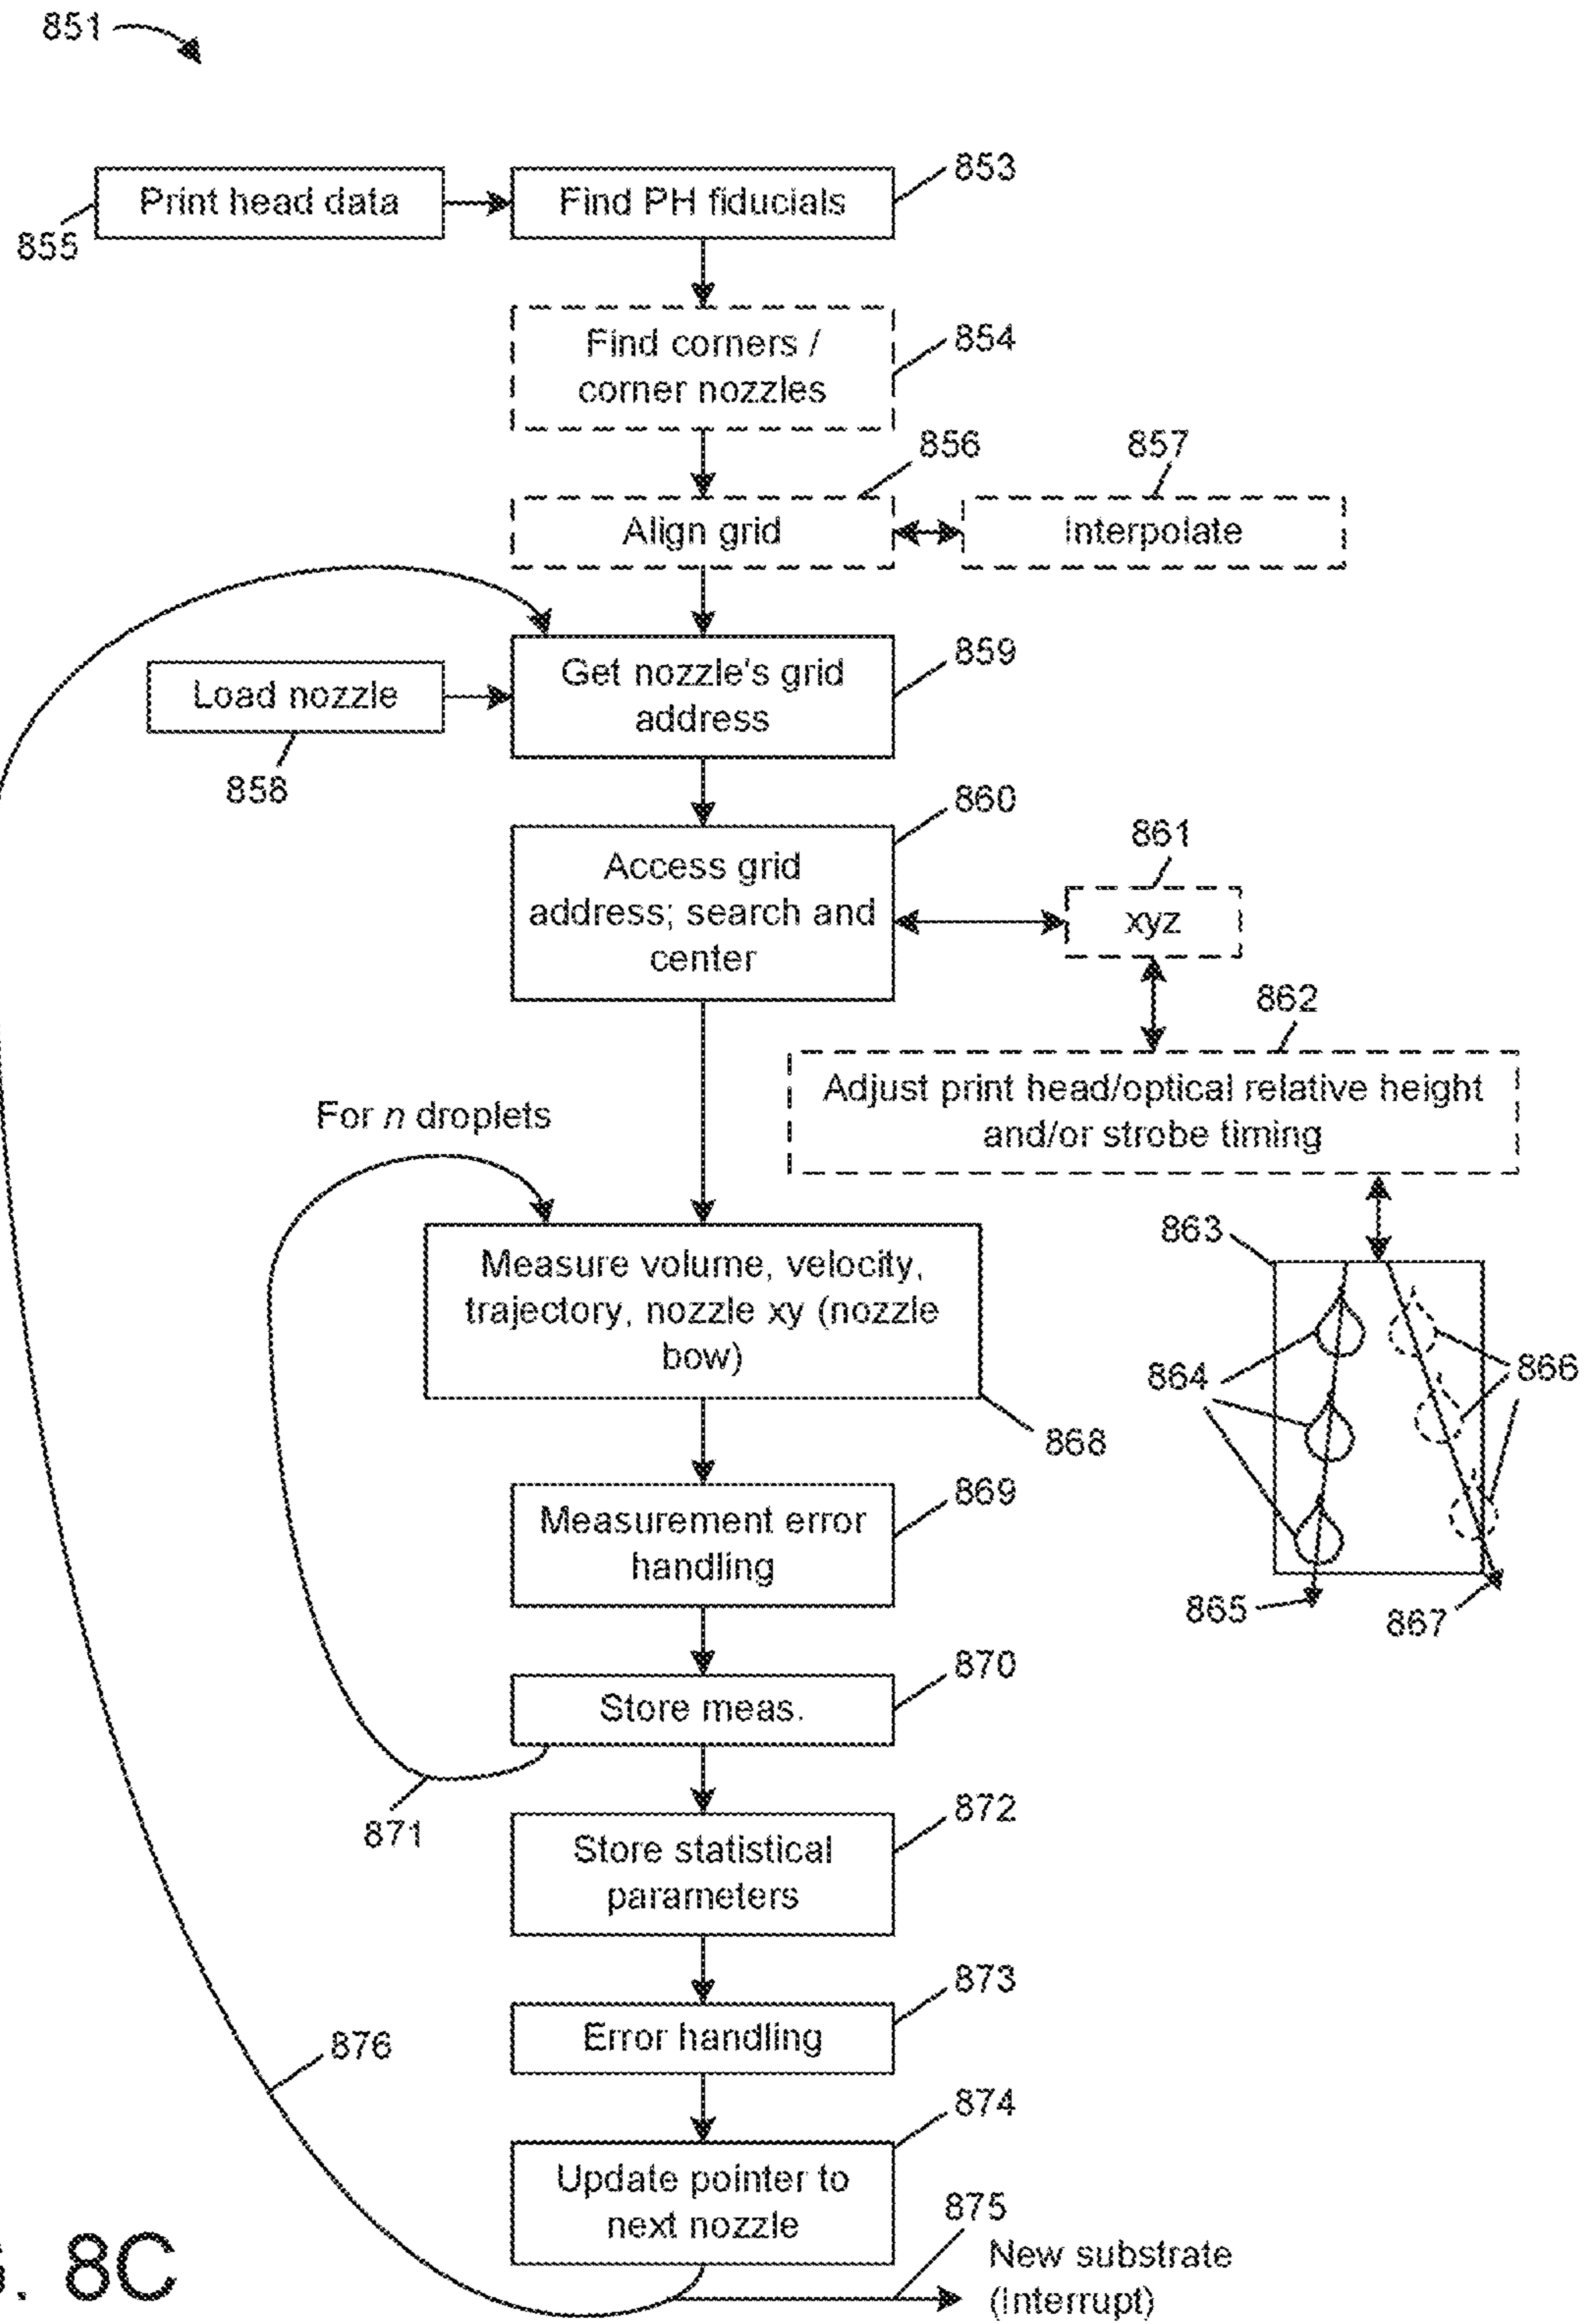 851
Print head data
855
Find PH fiducials
853
Find corners /
corner nozzles
854
Align grid
856
Interpolate
857
Load nozzle
858
Get nozzle's grid
address
859
Access grid
address; search and
center
860
xyz
861
Adjust print head/optical relative height
and/or strobe timing
862
For n droplets
863
864
865
866
867
Measure volume, velocity,
trajectory, nozzle xy (nozzle
bow)
868
Measurement error
handling
869
Store meas.
870
871
Store statistical
parameters
872
Error handling
873
Update pointer to
next nozzle
874
875
New substrate
(Interrupt)
876
. 8C